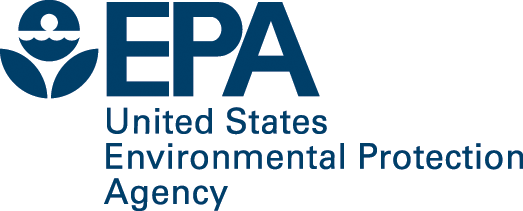 EPA
United States
Environmental Protection
Agency